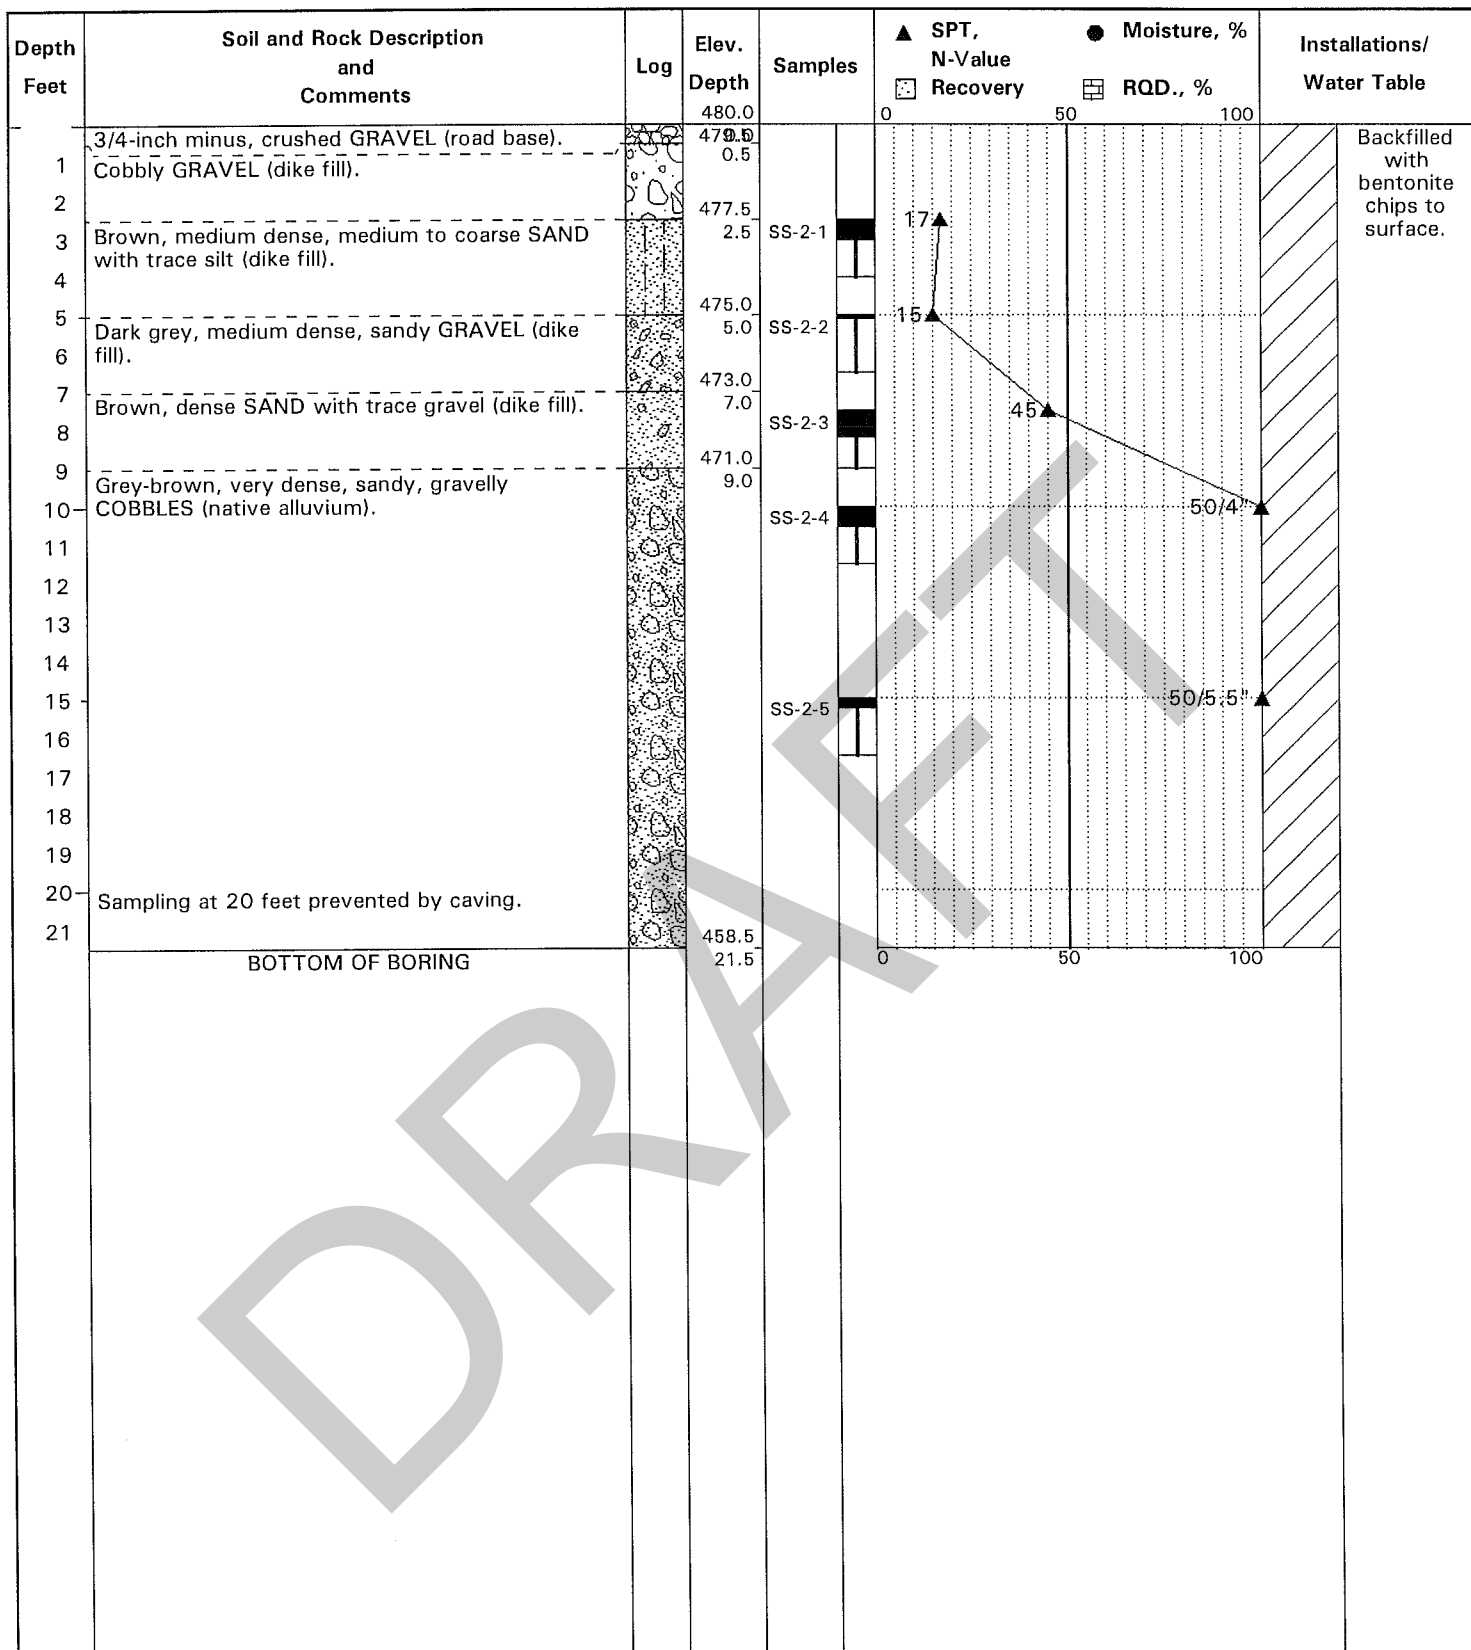 Depth
Feet
Soil and Rock Description
and
Comments
Log
Elev.
Depth
Samples
▲ SPT,
N-Value
● Moisture, %
Recovery
RQD., %
Installations/
Water Table
480.0
0 50 100
3/4-inch minus, crushed GRAVEL (road base).
0.5
1
Cobbly GRAVEL (dike fill).
2
477.5
2.5
3
Brown, medium dense, medium to coarse SAND
with trace silt (dike fill).
SS-2-1
17
4
475.0
5
5.0
Dark grey, medium dense, sandy GRAVEL (dike
fill).
SS-2-2
15
6
473.0
7
7.0
Brown, dense SAND with trace gravel (dike fill).
SS-2-3
45
8
471.0
9
9.0
Grey-brown, very dense, sandy, gravelly
COBBLES (native alluvium).
10
SS-2-4
50/4"
11
12
13
14
15
SS-2-5
50/5.5"
16
17
18
19
20
Sampling at 20 feet prevented by caving.
21
458.5
21.5
0 50 100
BOTTOM OF BORING
Backfilled
with
bentonite
chips to
surface.
DRAFT